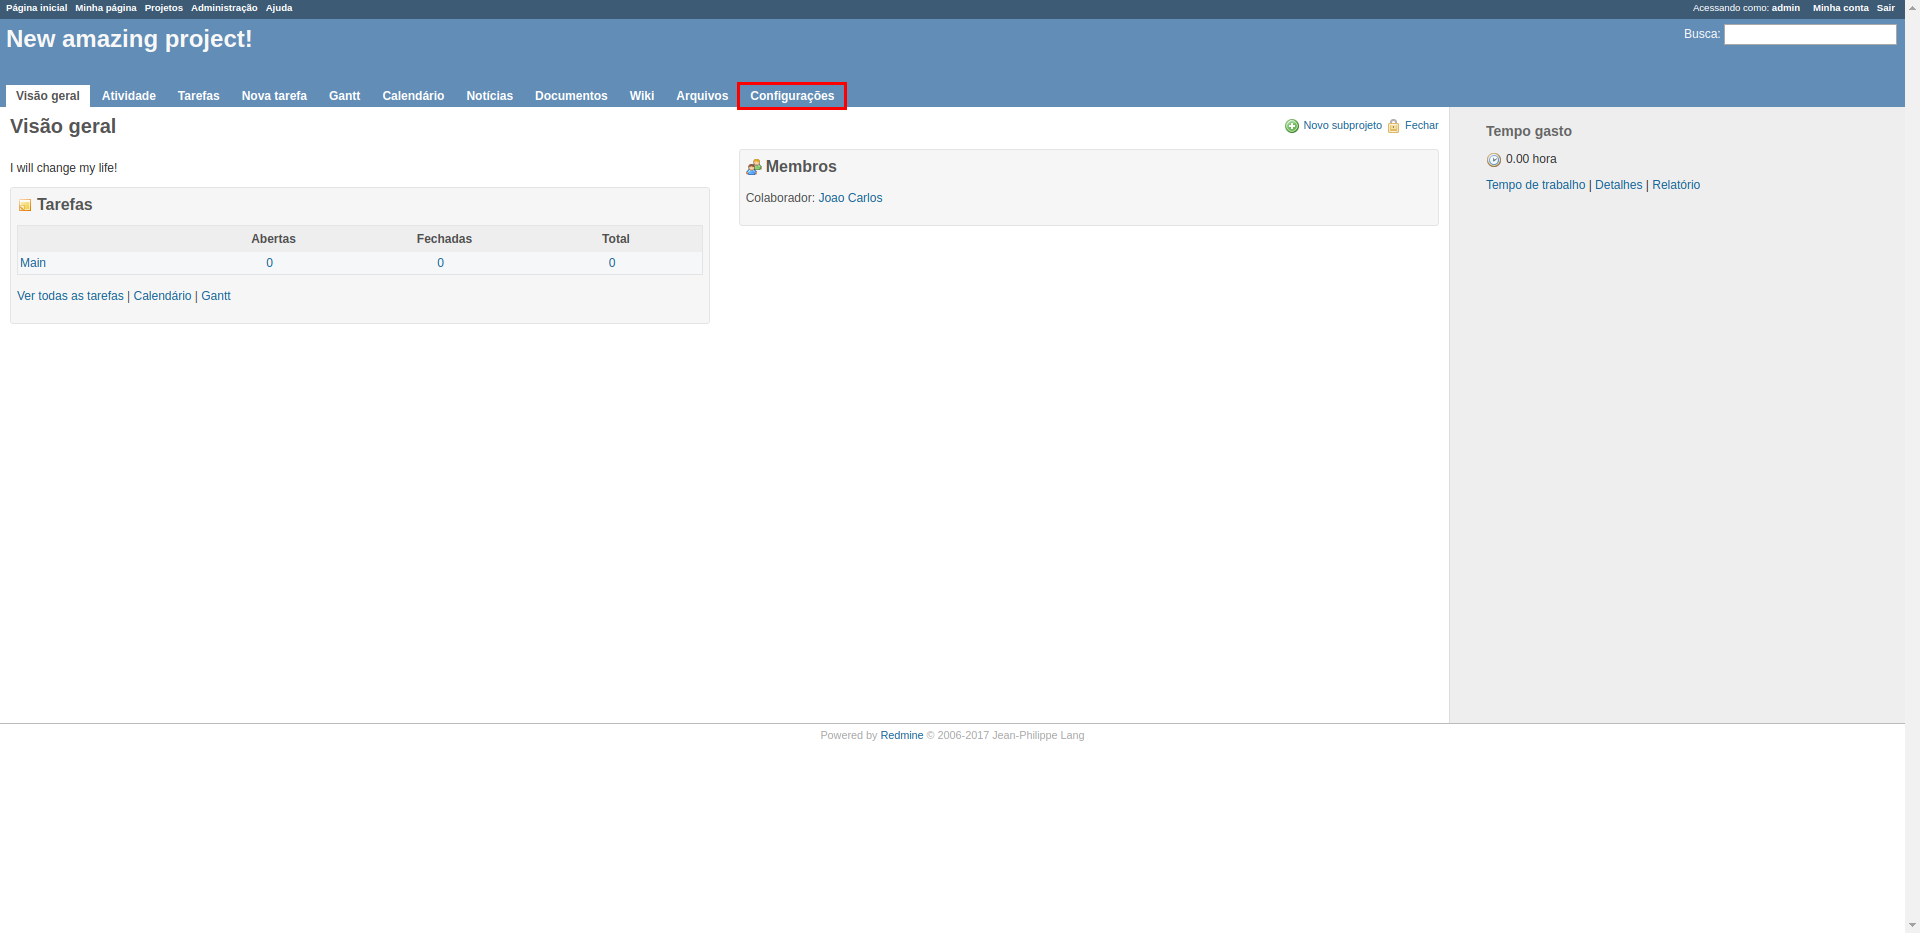 Página inicial Minha página Projetos Administração Ajuda
Acessando como: admin Minha conta Sair
New amazing project!
Busca:
Visão geral Atividade Tarefas Nova tarefa Gantt Calendário Notícias Documentos Wiki Arquivos Configurações
Visão geral
Novo subprojeto Fechar
I will change my life!
Tarefas
Abertas Fechadas Total
Main 0 0 0
Ver todas as tarefas | Calendário | Gantt
Membros
Colaborador: Joao Carlos
Tempo gasto
0.00 hora
Tempo de trabalho | Detalhes | Relatório
Powered by Redmine © 2006-2017 Jean-Philippe Lang